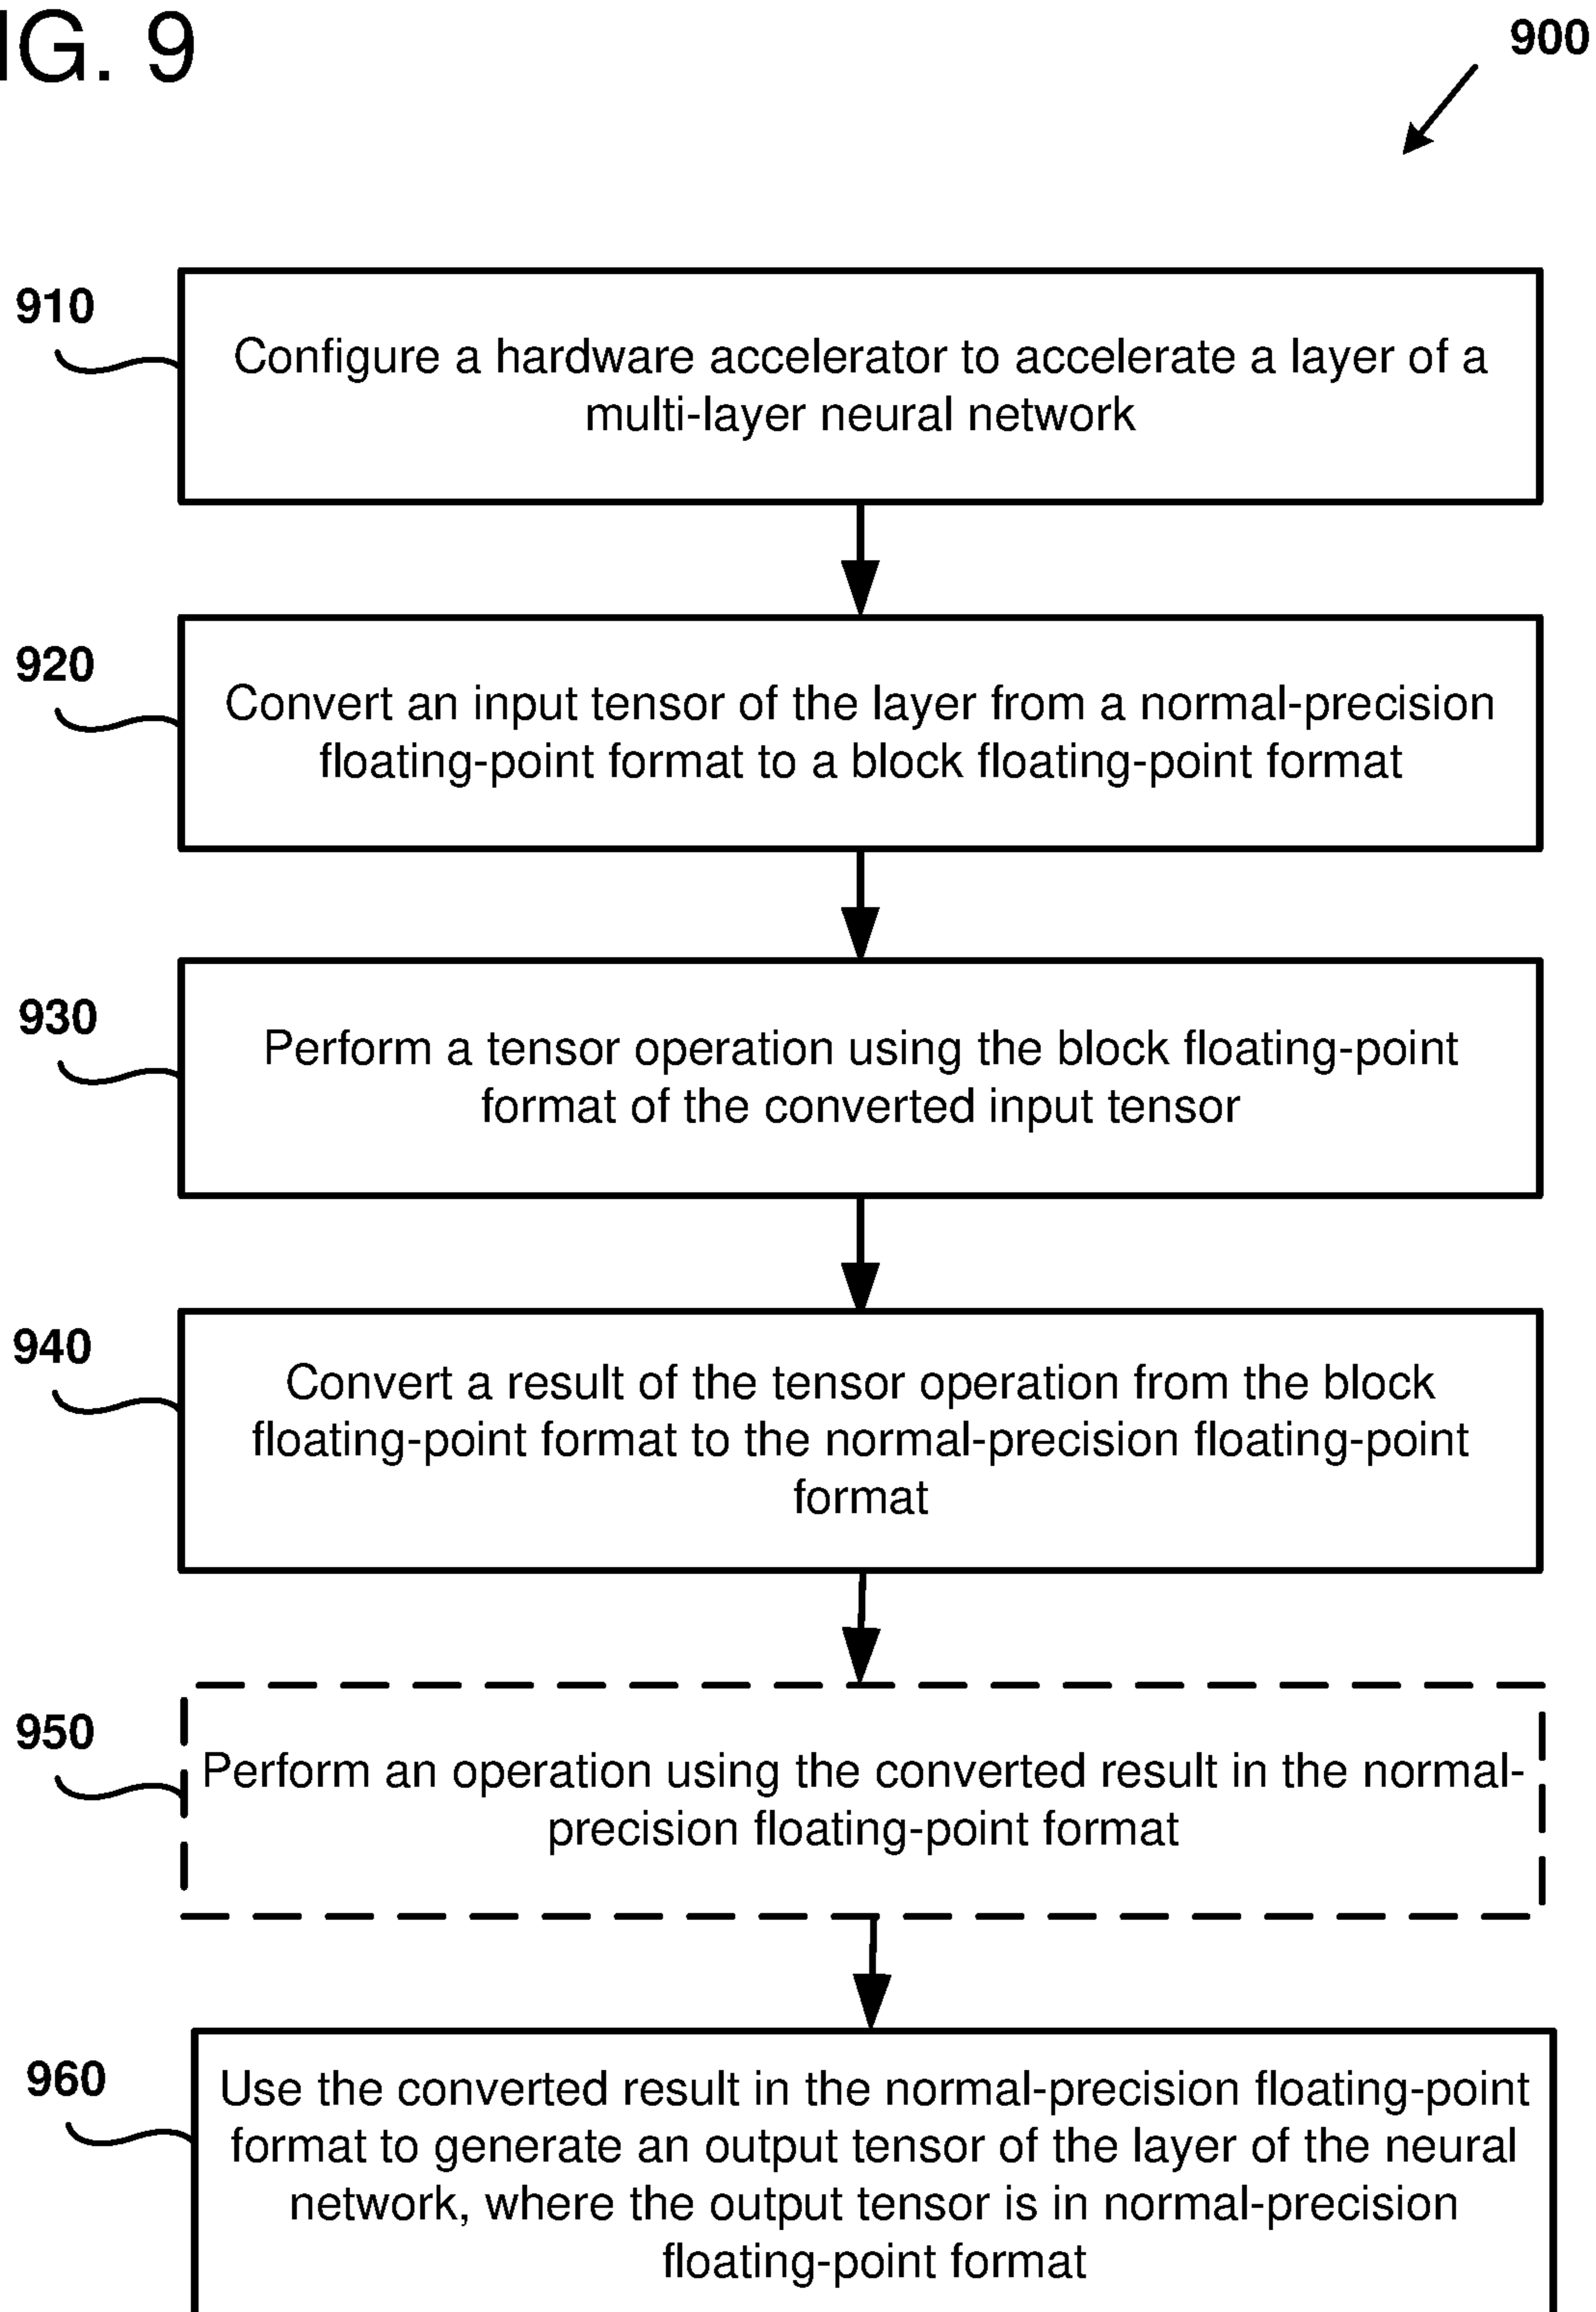 IG. 9
900
910
Configure a hardware accelerator to accelerate a layer of a
multi-layer neural network
920
Convert an input tensor of the layer from a normal-precision
floating-point format to a block floating-point format
930
Perform a tensor operation using the block floating-point
format of the converted input tensor
940
Convert a result of the tensor operation from the block
floating-point format to the normal-precision floating-point
format
950
Perform an operation using the converted result in the normal-
precision floating-point format
960
Use the converted result in the normal-precision floating-point
format to generate an output tensor of the layer of the neural
network, where the output tensor is in normal-precision
floating-point format